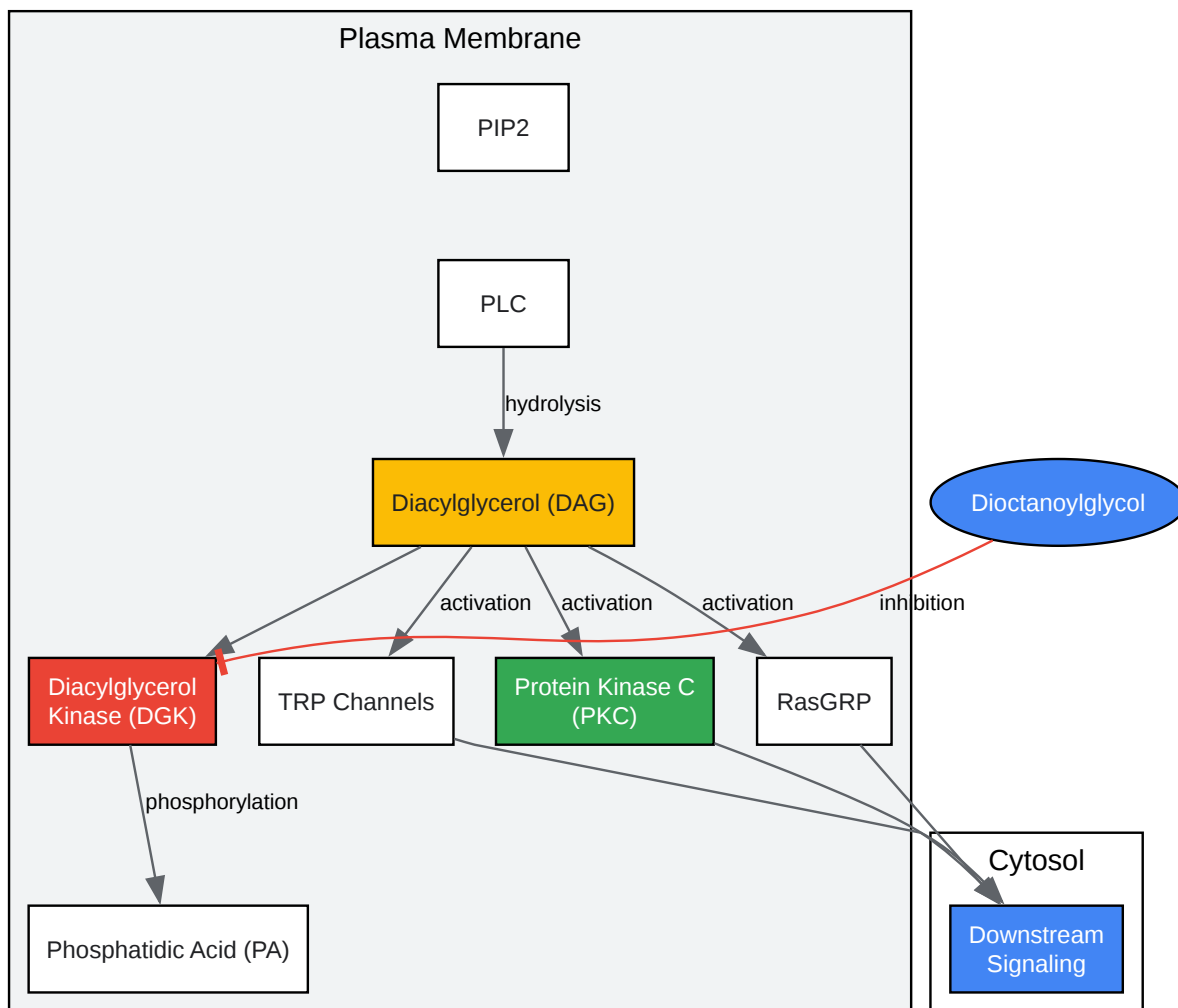 Plasma Membrane
PIP2
PLC
hydrolysis
Diacylglycerol (DAG)
Dioctanoylglycol
activation
activation
activation
inhibition
Diacylglycerol
Kinase (DGK)
TRP Channels
Protein Kinase C
(PKC)
RasGRP
phosphorylation
Cytosol
Phosphatidic Acid (PA)
Downstream
Signaling